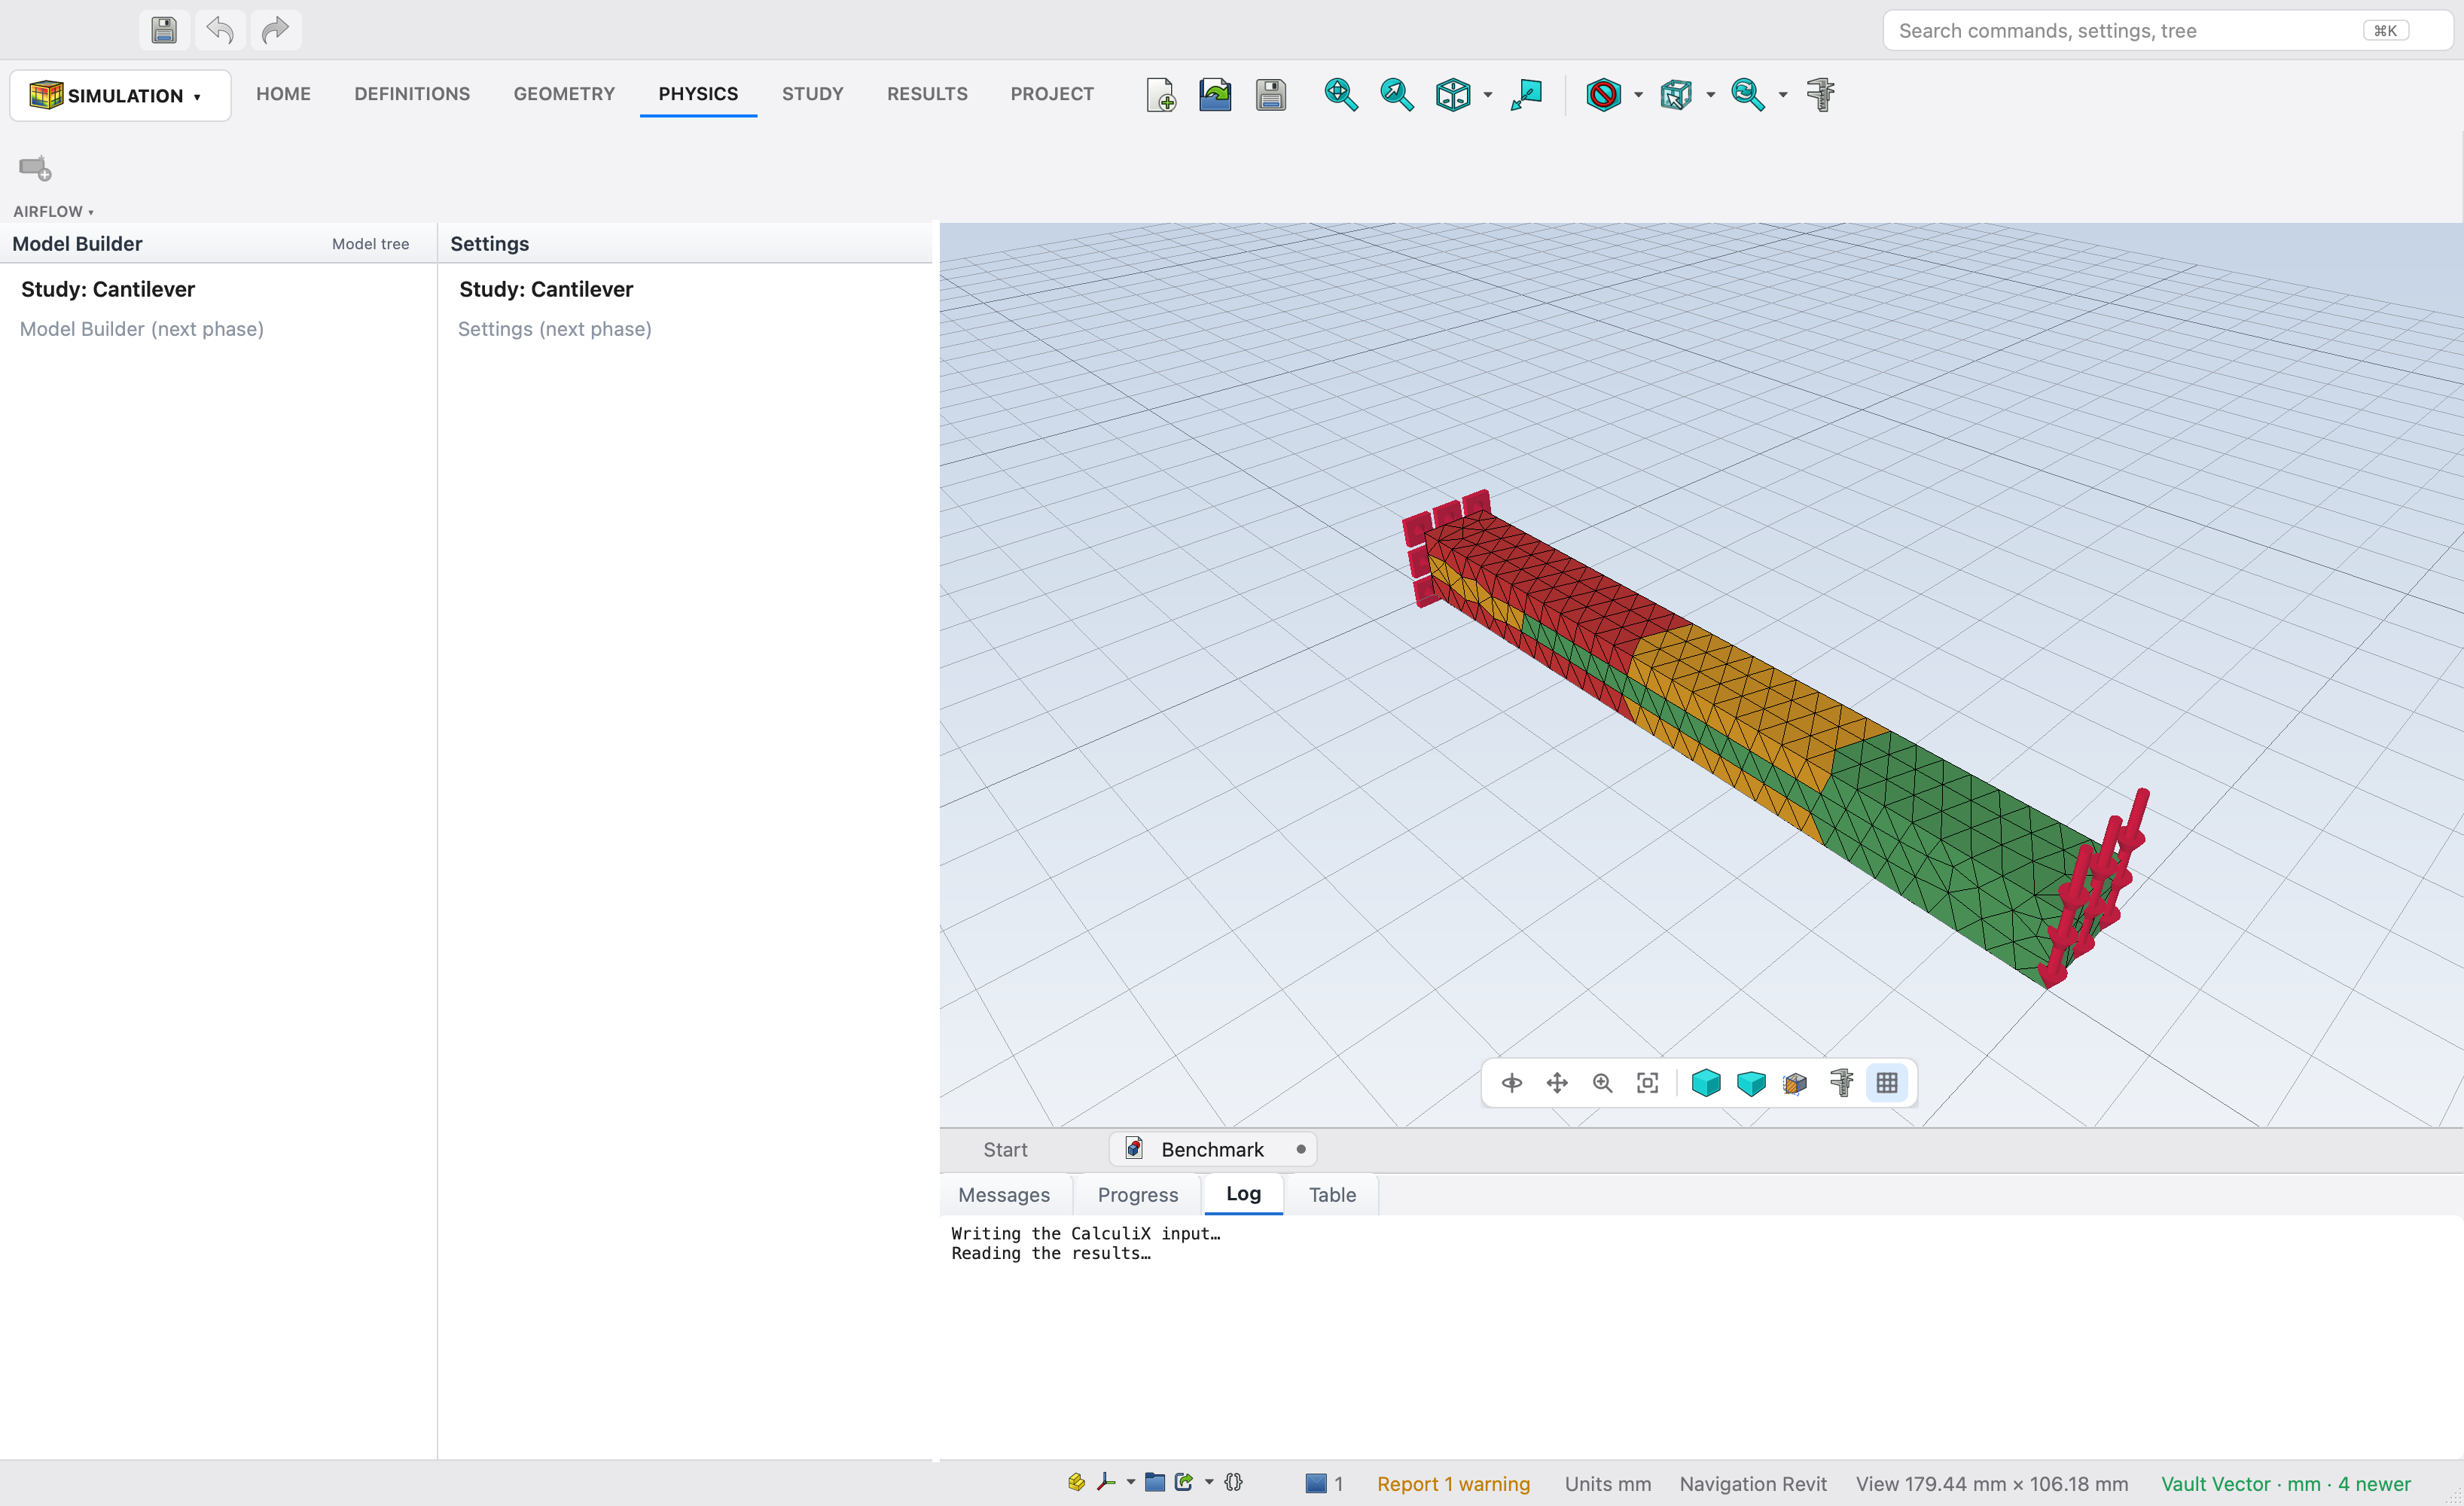 Search commands, settings, tree ⌘K
SIMULATION HOME DEFINITIONS GEOMETRY PHYSICS STUDY RESULTS PROJECT
AIRFLOW
Model Builder Model tree Settings
Study: Cantilever Study: Cantilever
Model Builder (next phase) Settings (next phase)
Start Benchmark
Messages Progress Log Table
Writing the CalculiX input…
Reading the results…
1 Report 1 warning Units mm Navigation Revit View 179.44 mm × 106.18 mm Vault Vector · mm · 4 newer